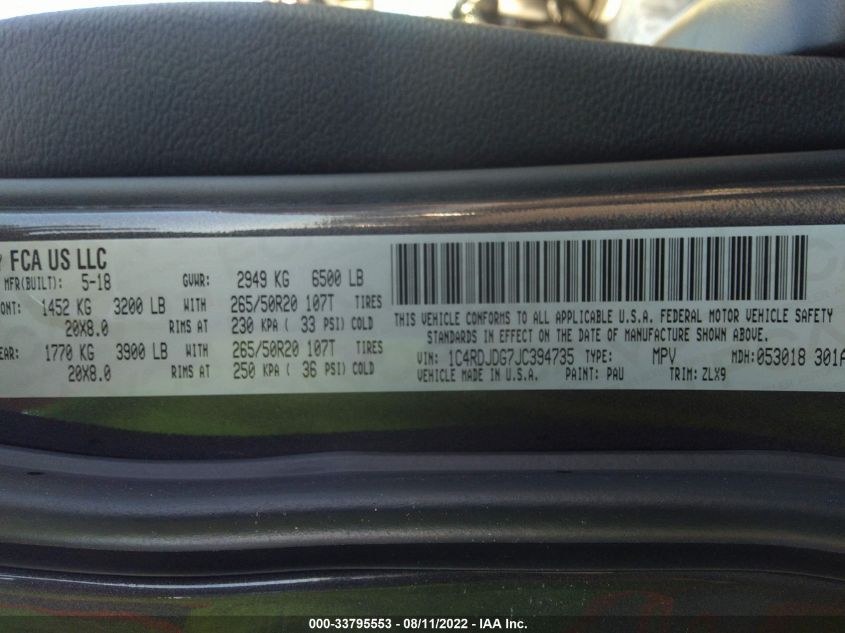 FCA US LLC
MFR(BUILT): 5-18 GVWR: 2949 KG 6500 LB
ONT: 1452 KG 3200 LB WITH 265/50R20 107T TIRES
20X8.0 RIMS AT 230 KPA ( 33 PSI) COLD
EAR: 1770 KG 3900 LB WITH 265/50R20 107T TIRES
20X8.0 RIMS AT 250 KPA ( 36 PSI) COLD
THIS VEHICLE CONFORMS TO ALL APPLICABLE U.S.A. FEDERAL MOTOR VEHICLE SAFETY
STANDARDS IN EFFECT ON THE DATE OF MANUFACTURE SHOWN ABOVE.
VIN: 1C4RDJDG7JC394735 TYPE: MPV MDH: 053018 301A
VEHICLE MADE IN U.S.A. PAINT: PAU TRIM: ZLX9
000-33795553 - 08/11/2022 - IAA Inc.